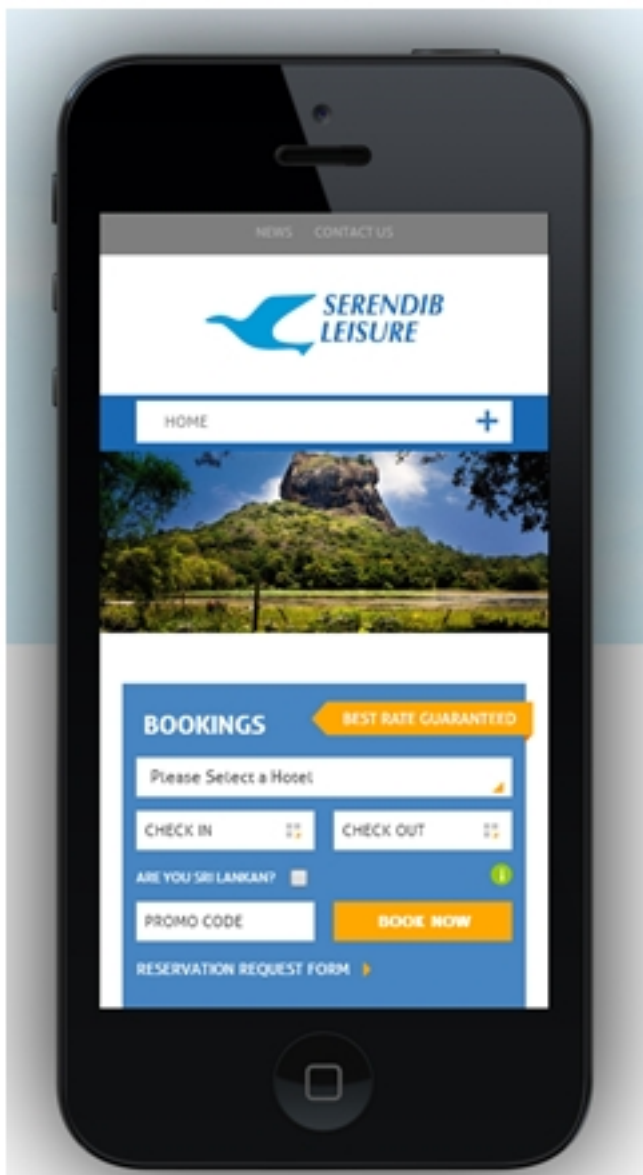 NEWS CONTACT US
SERENDIB
LEISURE
HOME
BOOKINGS
BEST RATE GUARANTEED
Please Select a Hotel
CHECK IN
CHECK OUT
ARE YOU SRI LANKAN?
PROMO CODE
BOOK NOW
RESERVATION REQUEST FORM